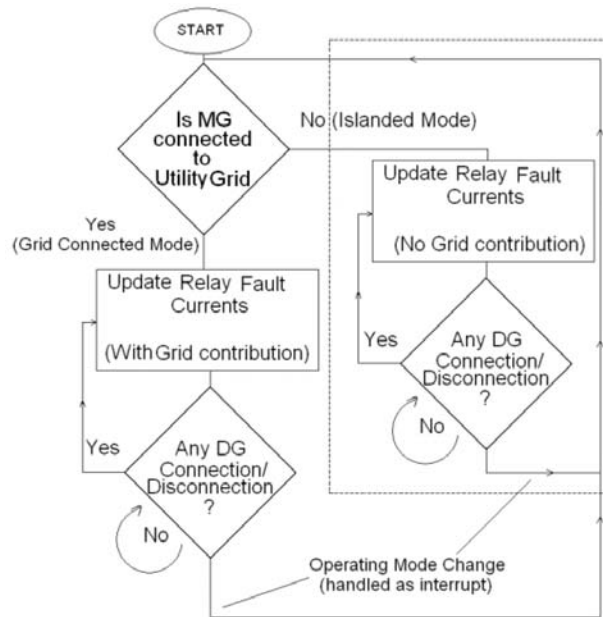 START
Is MG
connected
to
Utility Grid
No (Islanded Mode)
Yes
(Grid Connected Mode)
Update Relay Fault
Currents
(No Grid contribution)
Update Relay Fault
Currents
(With Grid contribution)
Yes
Any DG
Connection/
Disconnection
?
No
Yes
Any DG
Connection/
Disconnection
?
No
Operating Mode Change
(handled as interrupt)